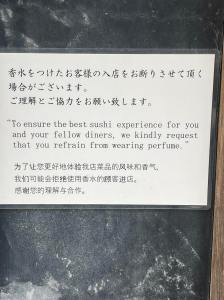 香水をつけたお客様の入店をお断りさせて頂く
場合がございます。
ご理解とご協力をお願い致します。
"To ensure the best sushi experience for you
and your fellow diners, we kindly request
that you refrain from wearing perfume."
为了让您更好地体验我店菜品的风味和香气,
我们可能会拒绝使用香水的顾客进店。
感谢您的理解与合作。